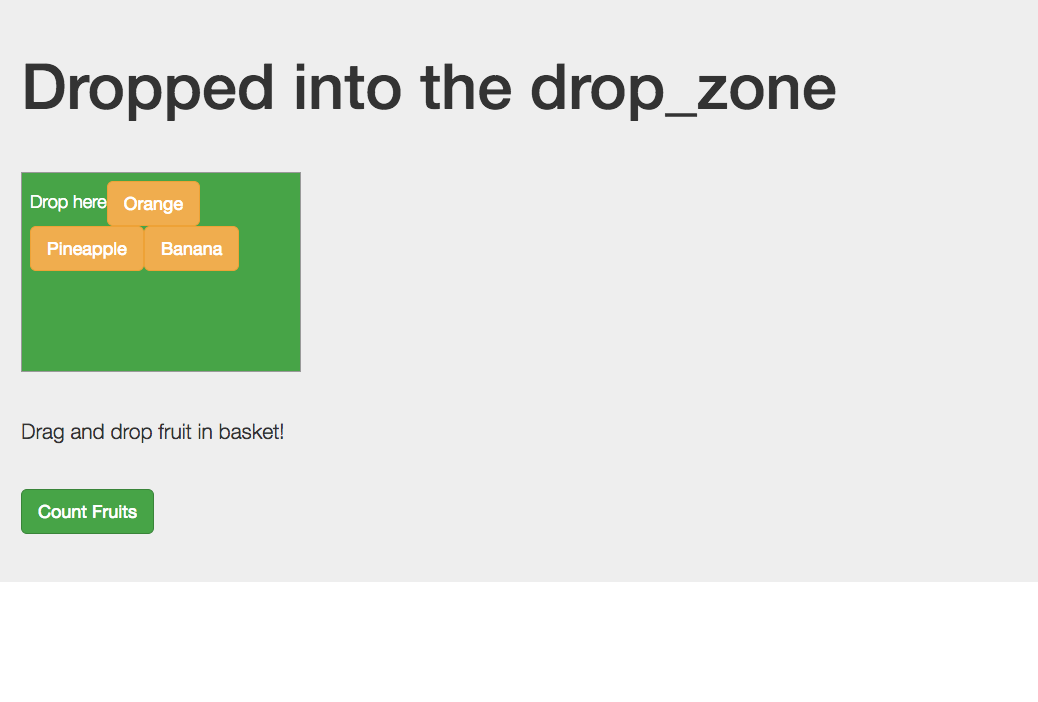 Dropped into the drop_zone
Drop here Orange
Pineapple Banana
Drag and drop fruit in basket!
Count Fruits